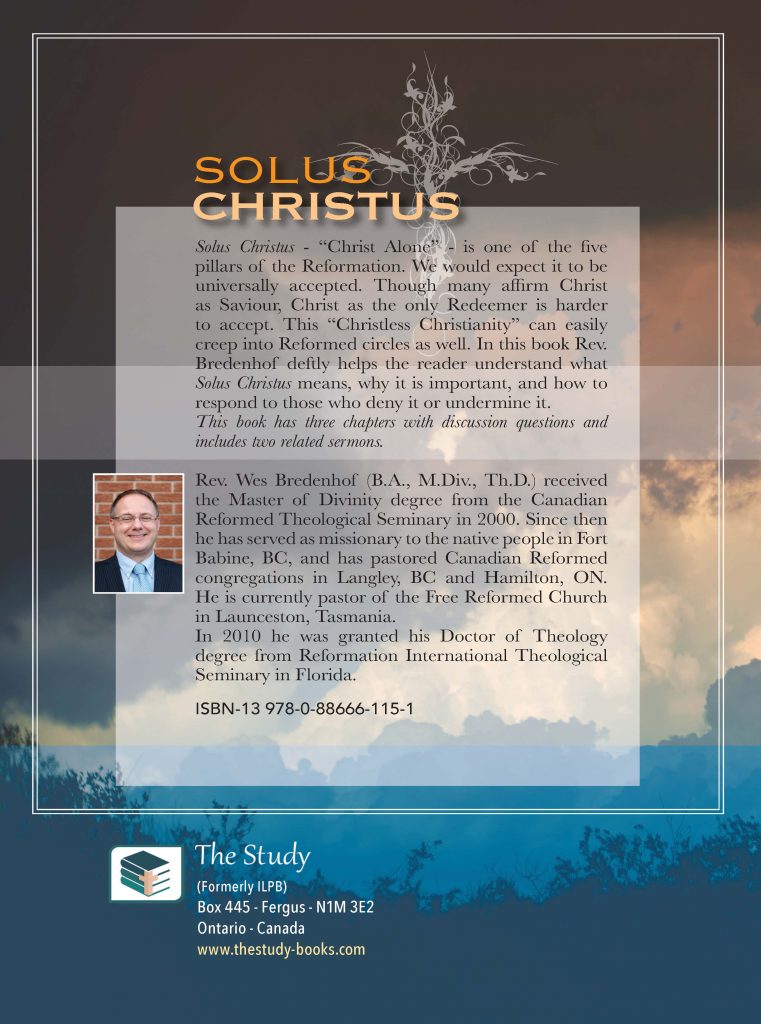 SOLUS
CHRISTUS
Solus Christus - “Christ Alone” - is one of the five
pillars of the Reformation. We would expect it to be
universally accepted. Though many affirm Christ
as Saviour, Christ as the only Redeemer is harder
to accept. This “Christless Christianity” can easily
creep into Reformed circles as well. In this book Rev.
Bredenhof deftly helps the reader understand what
Solus Christus means, why it is important, and how to
respond to those who deny it or undermine it.
This book has three chapters with discussion questions and
includes two related sermons.
Rev. Wes Bredenhof (B.A., M.Div., Th.D.) received
the Master of Divinity degree from the Canadian
Reformed Theological Seminary in 2000. Since then
he has served as missionary to the native people in Fort
Babine, BC, and has pastored Canadian Reformed
congregations in Langley, BC and Hamilton, ON.
He is currently pastor of the Free Reformed Church
in Launceston, Tasmania.
In 2010 he was granted his Doctor of Theology
degree from Reformation International Theological
Seminary in Florida.
ISBN-13 978-0-88666-115-1
The Study
(Formerly ILPB)
Box 445 - Fergus - N1M 3E2
Ontario - Canada
www.thestudy-books.com